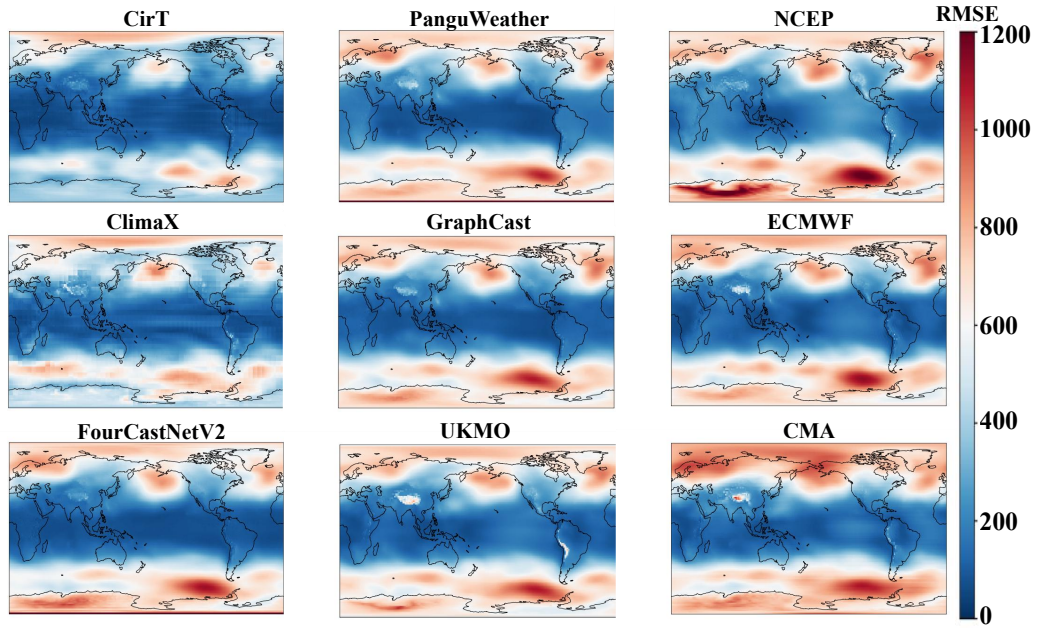 CirT
PanguWeather
NCEP
RMSE
1200
1000
800
600
400
200
0
ClimaX
GraphCast
ECMWF
FourCastNetV2
UKMO
CMA